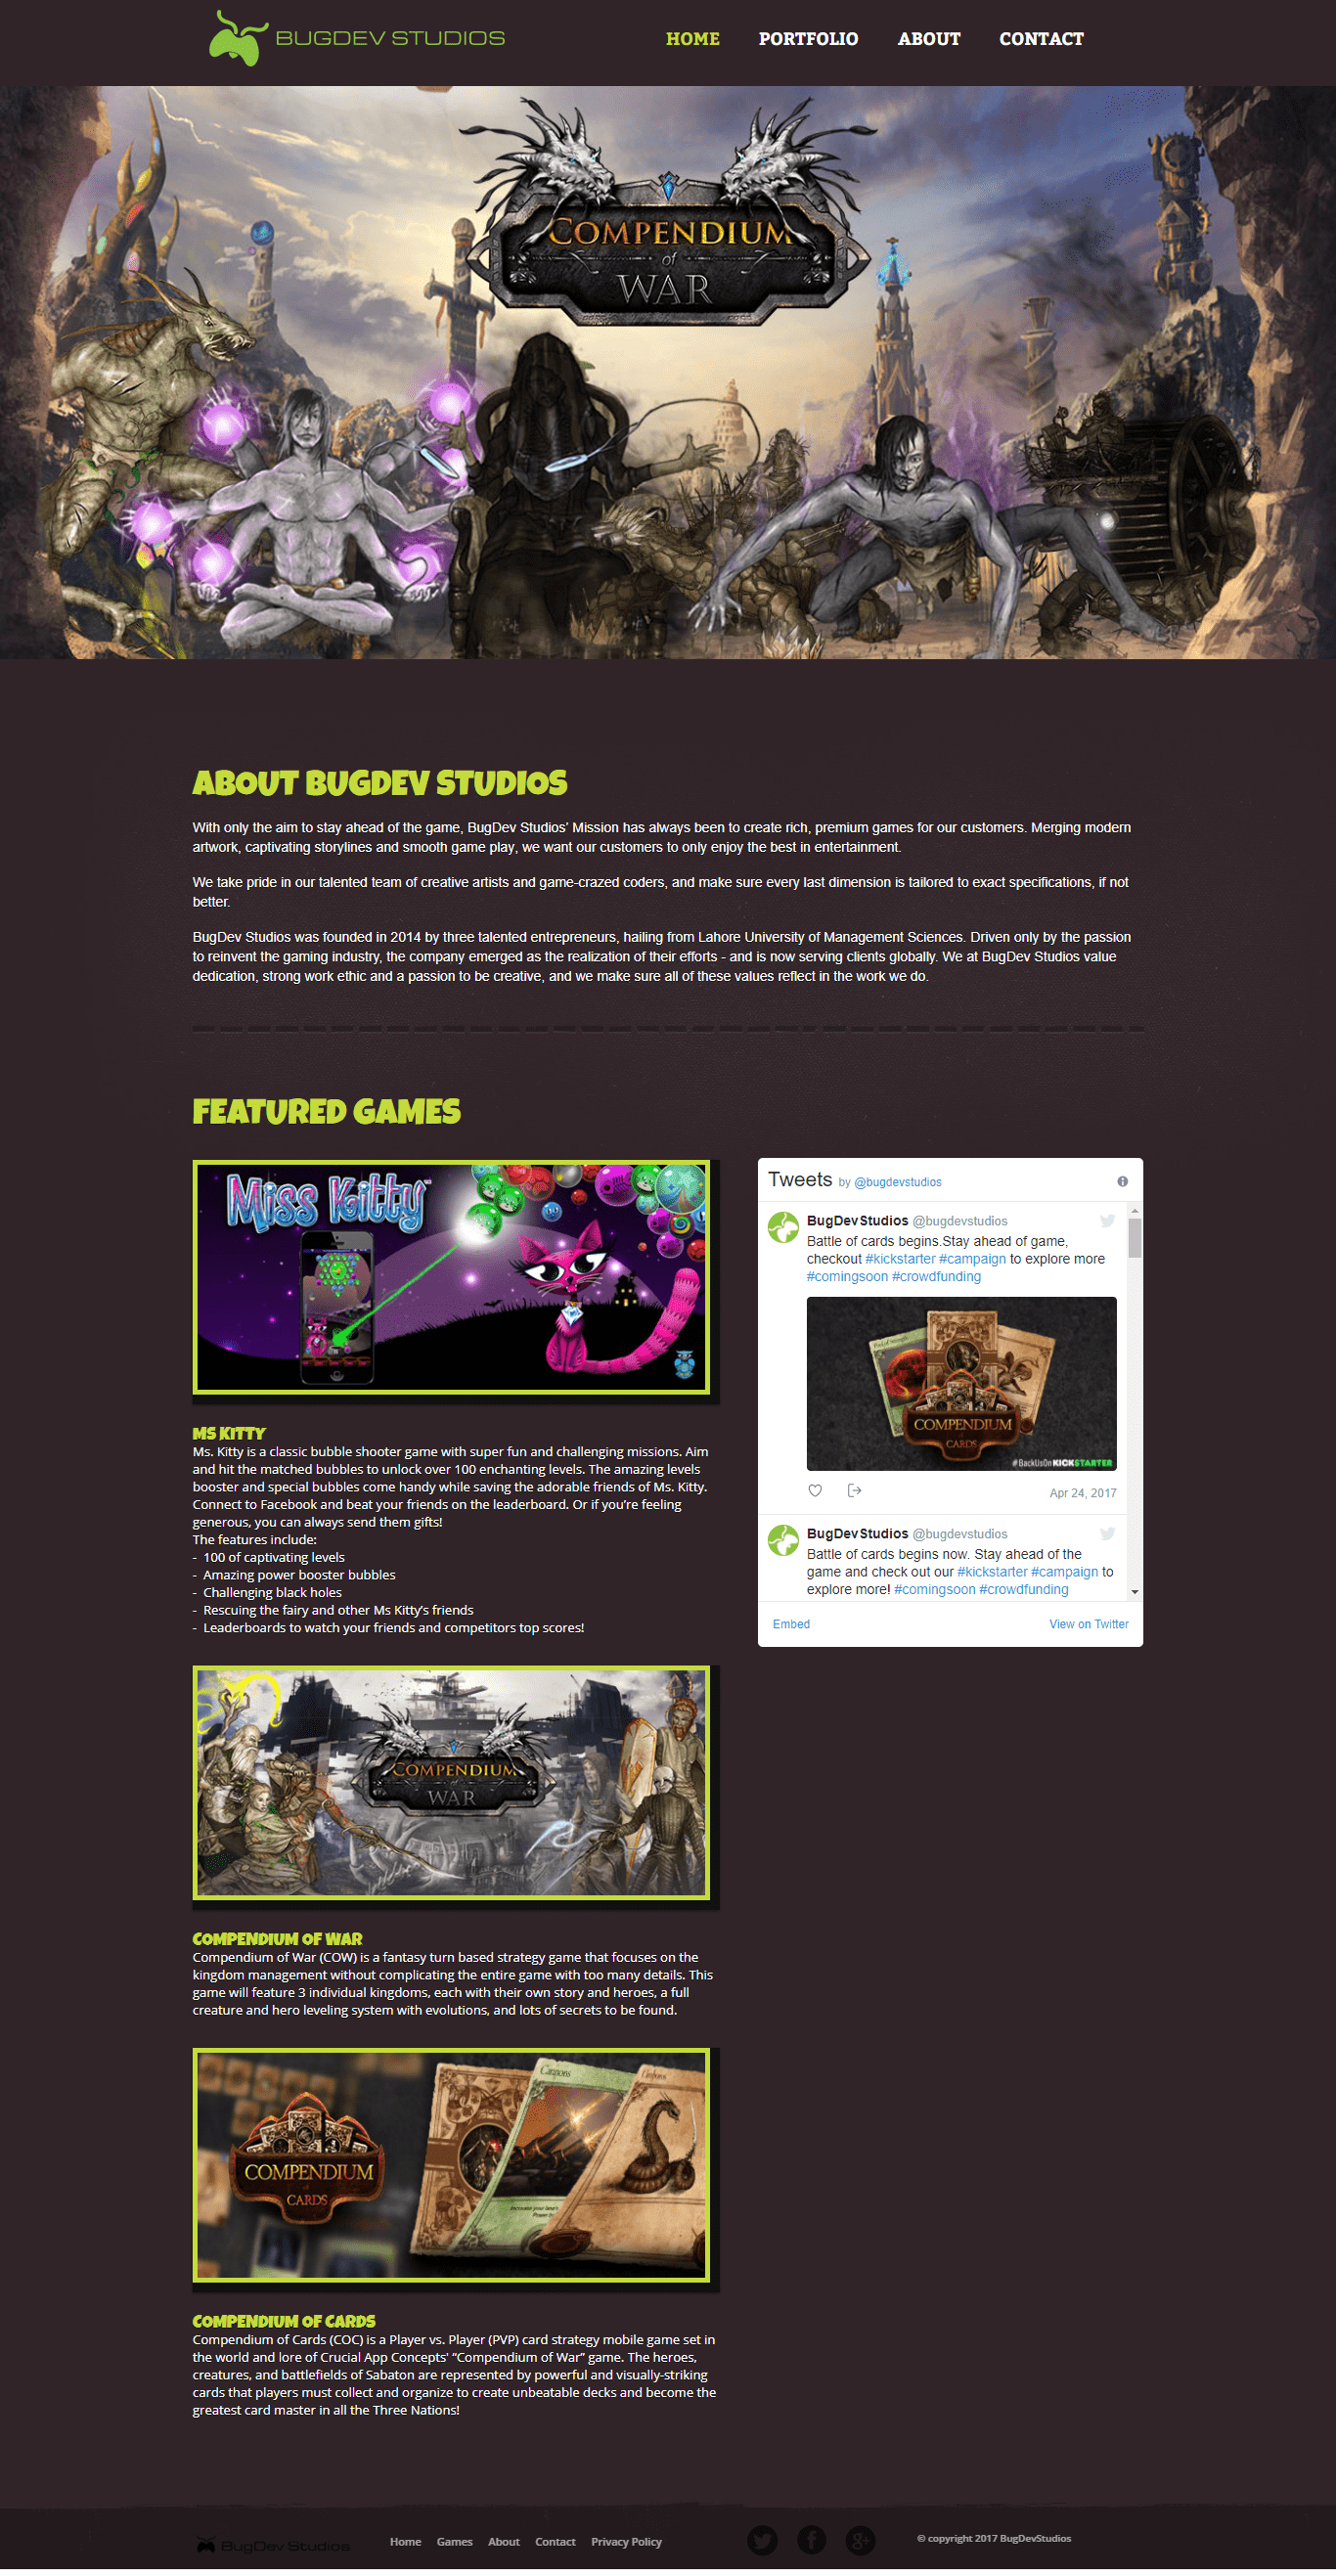 BUGDEV STUDIOS
HOME PORTFOLIO ABOUT CONTACT
COMPENDIUM
of
WAR
ABOUT BUGDEV STUDIOS
With only the aim to stay ahead of the game, BugDev Studios' Mission has always been to create rich, premium games for our customers. Merging modern
artwork, captivating storylines and smooth game play, we want our customers to only enjoy the best in entertainment.
We take pride in our talented team of creative artists and game-crazed coders, and make sure every last dimension is tailored to exact specifications, if not
better.
BugDev Studios was founded in 2014 by three talented entrepreneurs, hailing from Lahore University of Management Sciences. Driven only by the passion
to reinvent the gaming industry, the company emerged as the realization of their efforts - and is now serving clients globally. We at BugDev Studios value
dedication, strong work ethic and a passion to be creative, and we make sure all of these values reflect in the work we do.
FEATURED GAMES
Miss Kitty™
MS KITTY
Ms. Kitty is a classic bubble shooter game with super fun and challenging missions. Aim
and hit the matched bubbles to unlock over 100 enchanting levels. The amazing levels
booster and special bubbles come handy while saving the adorable friends of Ms. Kitty.
Connect to Facebook and beat your friends on the leaderboard. Or if you're feeling
generous, you can always send them gifts!
The features include:
- 100 of captivating levels
- Amazing power booster bubbles
- Challenging black holes
- Rescuing the fairy and other Ms Kitty's friends
- Leaderboards to watch your friends and competitors top scores!
COMPENDIUM
of
WAR
COMPENDIUM OF WAR
Compendium of War (COW) is a fantasy turn based strategy game that focuses on the
kingdom management without complicating the entire game with too many details. This
game will feature 3 individual kingdoms, each with their own story and heroes, a full
creature and hero leveling system with evolutions, and lots of secrets to be found.
COMPENDIUM
of
CARDS
Cannons
COMPENDIUM OF CARDS
Compendium of Cards (COC) is a Player vs. Player (PVP) card strategy mobile game set in
the world and lore of Crucial App Concepts' "Compendium of War" game. The heroes,
creatures, and battlefields of Sabaton are represented by powerful and visually-striking
cards that players must collect and organize to create unbeatable decks and become the
greatest card master in all the Three Nations!
Tweets by @bugdevstudios
BugDevStudios @bugdevstudios
Battle of cards begins.Stay ahead of game,
checkout #kickstarter #campaign to explore more
#comingsoon #crowdfunding
COMPENDIUM
of
CARDS
#BackUsOn KICKSTARTER
Apr 24, 2017
BugDevStudios @bugdevstudios
Battle of cards begins now. Stay ahead of the
game and check out our #kickstarter #campaign to
explore more! #comingsoon #crowdfunding
Embed View on Twitter
BugDev Studios
Home Games About Contact Privacy Policy
© copyright 2017 BugDevStudios